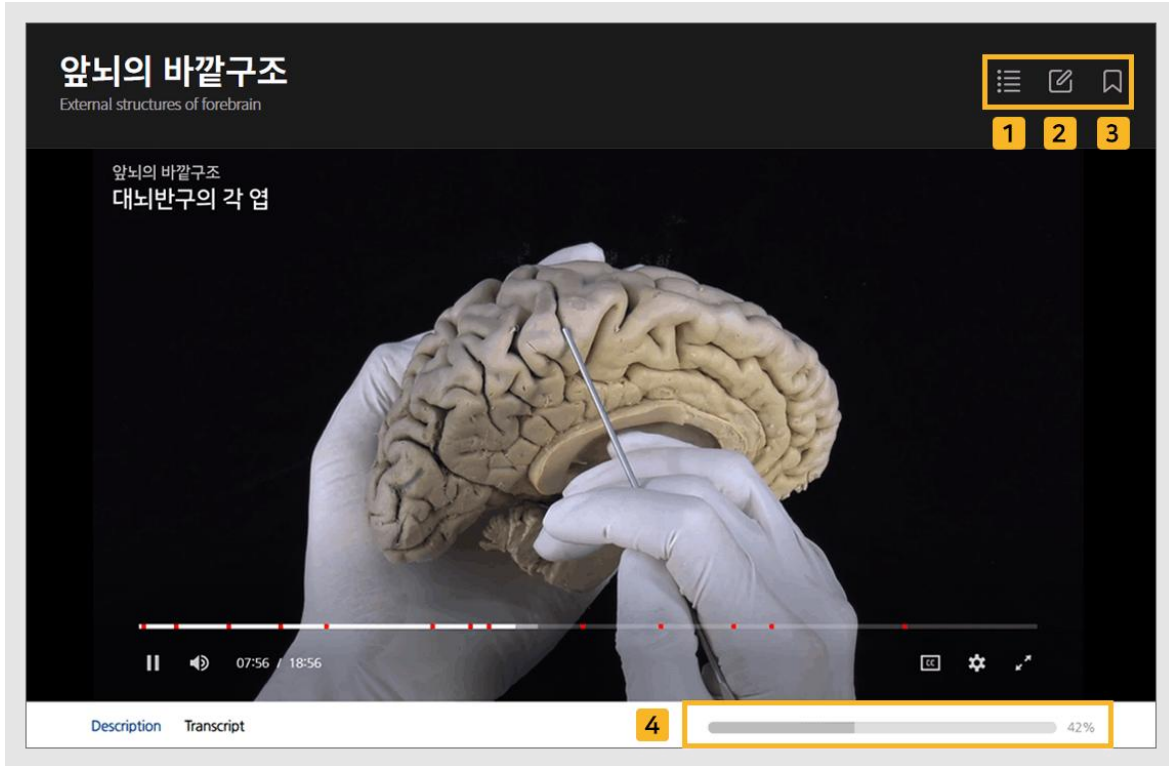 앞뇌의 바깥구조
External structures of forebrain
1 2 3
앞뇌의 바깥구조
대뇌반구의 각 엽
07:56 / 18:56
CC
Description Transcript
4
42%